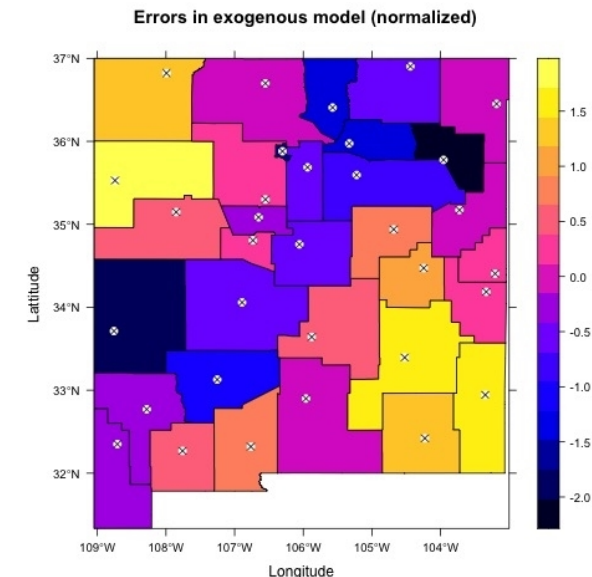 Errors in exogenous model (normalized)
37°N
36°N
35°N
34°N
33°N
32°N
Lattitude
109°W 108°W 107°W 106°W 105°W 104°W
Longitude
1.5
1.0
0.5
0.0
-0.5
-1.0
-1.5
-2.0